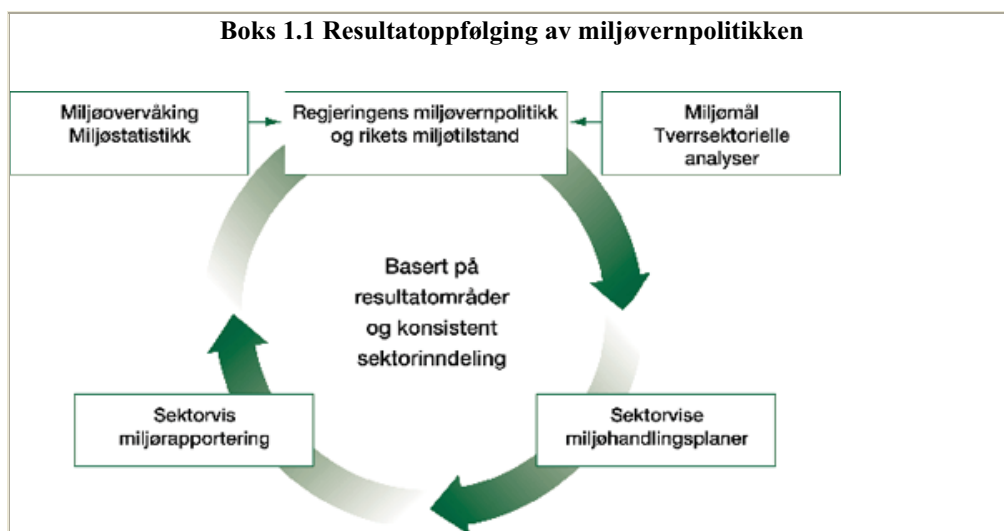 Boks 1.1 Resultatoppfølging av miljøvernpolitikken
Miljøovervåking
Miljøstatistikk
Regjeringens miljøvernpolitikk
og rikets miljøtilstand
Miljømål
Tverrsektorielle
analyser
Basert på
resultatområder
og konsistent
sektorinndeling
Sektorvis
miljørapportering
Sektorvise
miljøhandlingsplaner